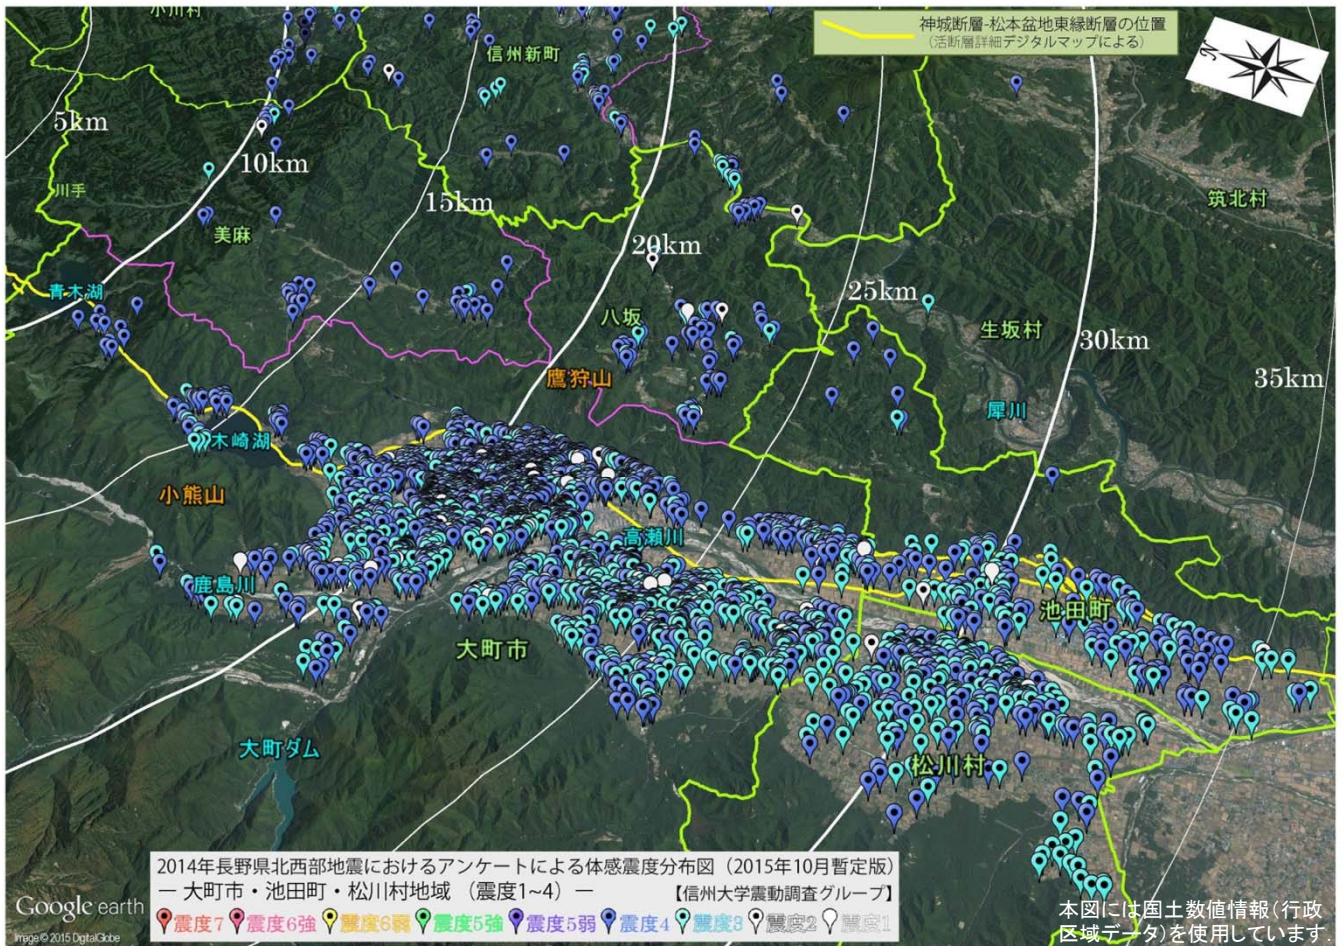 小川村
信州新町
神城断層-松本盆地東縁断層の位置
(活断層詳細デジタルマップによる)
N
5km
10km
15km
20km
25km
30km
35km
川手
美麻
筑北村
青木湖
八坂
生坂村
鷹狩山
犀川
木崎湖
小熊山
高瀬川
鹿島川
池田町
大町市
大町ダム
松川村
2014年長野県北西部地震におけるアンケートによる体感震度分布図 (2015年10月暫定版)
― 大町市・池田町・松川村地域 (震度1~4) ― 【信州大学震動調査グループ】
震度7 震度6強 震度6弱 震度5強 震度5弱 震度4 震度3 震度2 震度1
Google earth
Image © 2015 DigitalGlobe
本図には国土数値情報(行政
区域データ)を使用しています.